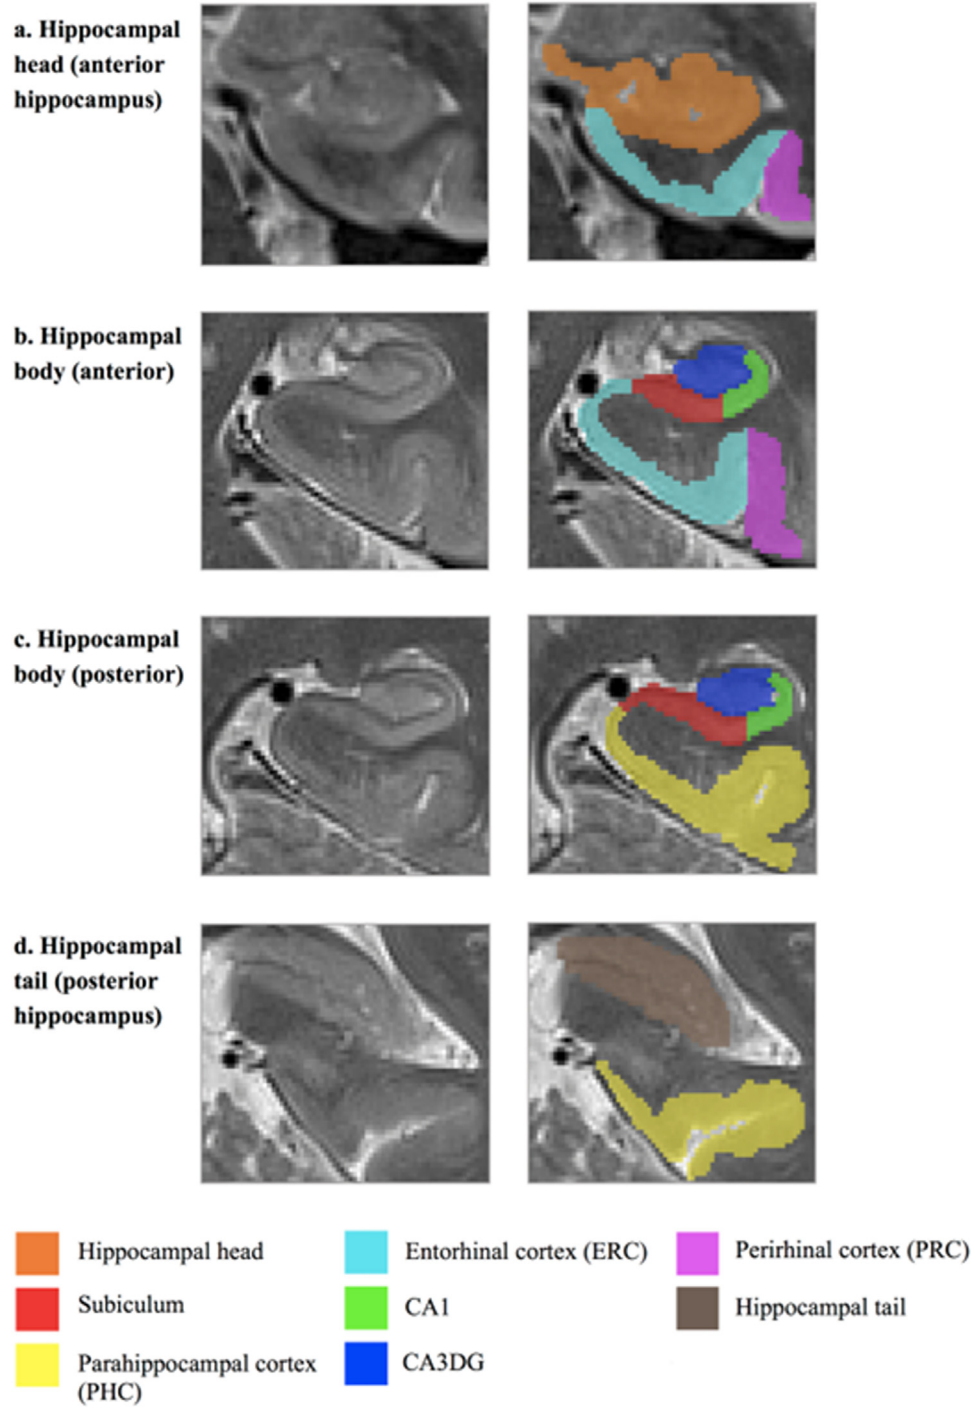 a. Hippocampal
head (anterior
hippocampus)
b. Hippocampal
body (anterior)
c. Hippocampal
body (posterior)
d. Hippocampal
tail (posterior
hippocampus)
Hippocampal head
Entorhinal cortex (ERC)
Perirhinal cortex (PRC)
Subiculum
CA1
Hippocampal tail
Parahippocampal cortex
(PHC)
CA3DG